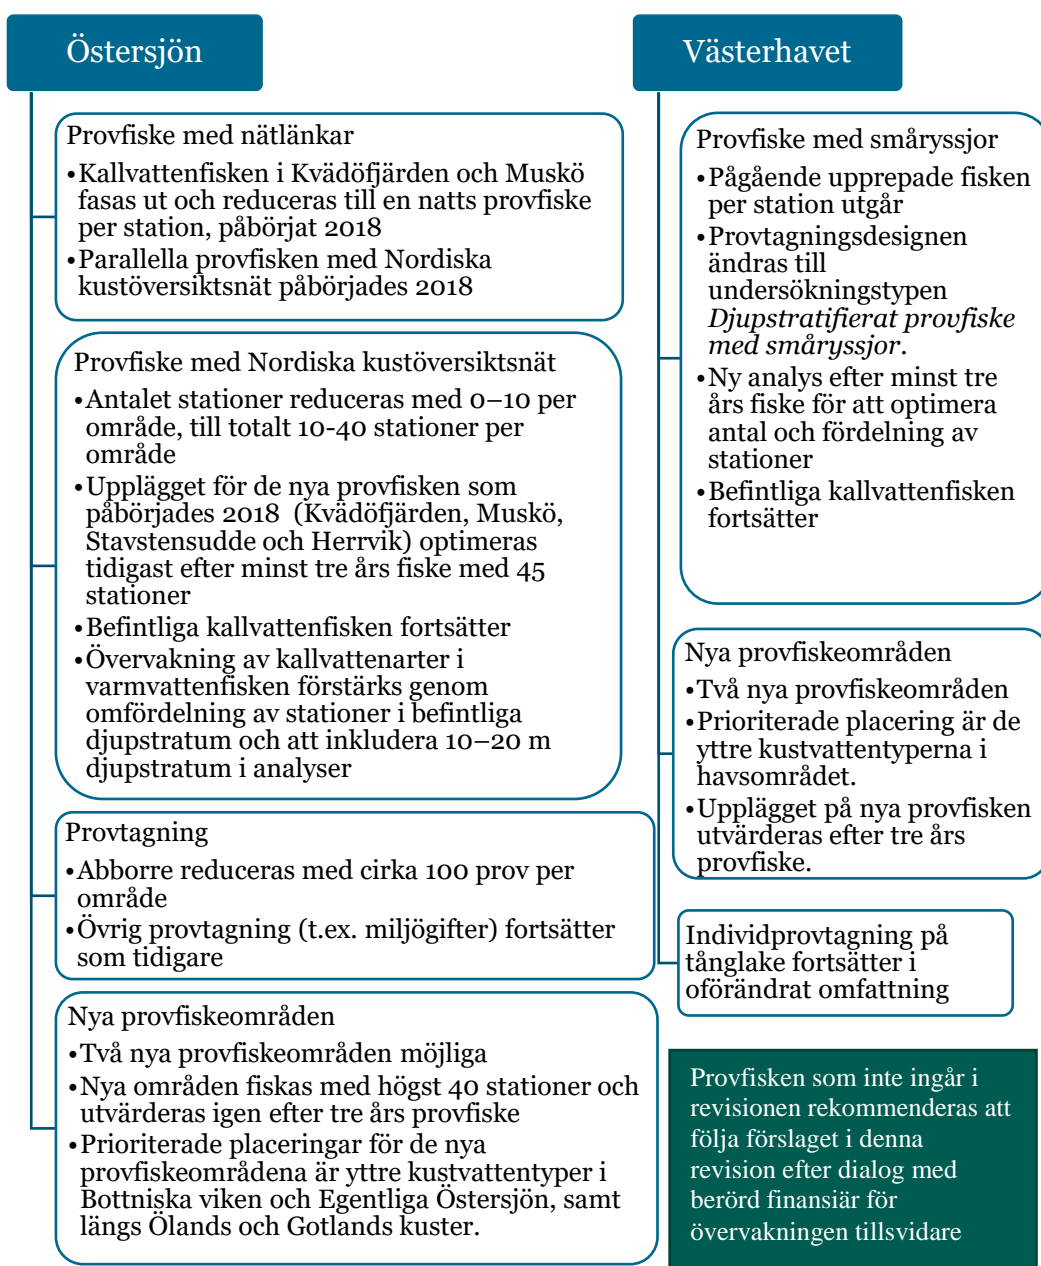 Östersjön
Provfiske med nätlänkar
•Kallvattenfisken i Kvädöfjärden och Muskö
fasas ut och reduceras till en natts provfiske
per station, påbörjat 2018
•Parallella provfisken med Nordiska
kustöversiktsnät påbörjades 2018
Provfiske med Nordiska kustöversiktsnät
•Antalet stationer reduceras med 0–10 per
område, till totalt 10-40 stationer per
område
•Upplägget för de nya provfisken som
påbörjades 2018 (Kvädöfjärden, Muskö,
Stavstensudde och Herrvik) optimeras
tidigast efter minst tre års fiske med 45
stationer
•Befintliga kallvattenfisken fortsätter
•Övervakning av kallvattenarter i
varmvattenfisken förstärks genom
omfördelning av stationer i befintliga
djupstratum och att inkludera 10–20 m
djupstratum i analyser
Provtagning
•Abborre reduceras med cirka 100 prov per
område
•Övrig provtagning (t.ex. miljögifter) fortsätter
som tidigare
Nya provfiskeområden
•Två nya provfiskeområden möjliga
•Nya områden fiskas med högst 40 stationer och
utvärderas igen efter tre års provfiske
•Prioriterade placeringar för de nya
provfiskeområdena är yttre kustvattentyper i
Bottniska viken och Egentliga Östersjön, samt
längs Ölands och Gotlands kuster.
Västerhavet
Provfiske med småryssjor
•Pågående upprepade fisken
per station utgår
•Provtagningsdesignen
ändras till
undersökningstypen
Djupstratifierat provfiske
med småryssjor.
•Ny analys efter minst tre
års fiske för att optimera
antal och fördelning av
stationer
•Befintliga kallvattenfisken
fortsätter
Nya provfiskeområden
•Två nya provfiskeområden
•Prioriterade placering är de
yttre kustvattentyperna i
havsområdet.
•Upplägget på nya provfisken
utvärderas efter tre års
provfiske.
Individprovtagning på
tånglake fortsätter i
oförändrat omfattning
Provfisken som inte ingår i
revisionen rekommenderas att
följa förslaget i denna
revision efter dialog med
berörd finansiär för
övervakningen tillsvidare